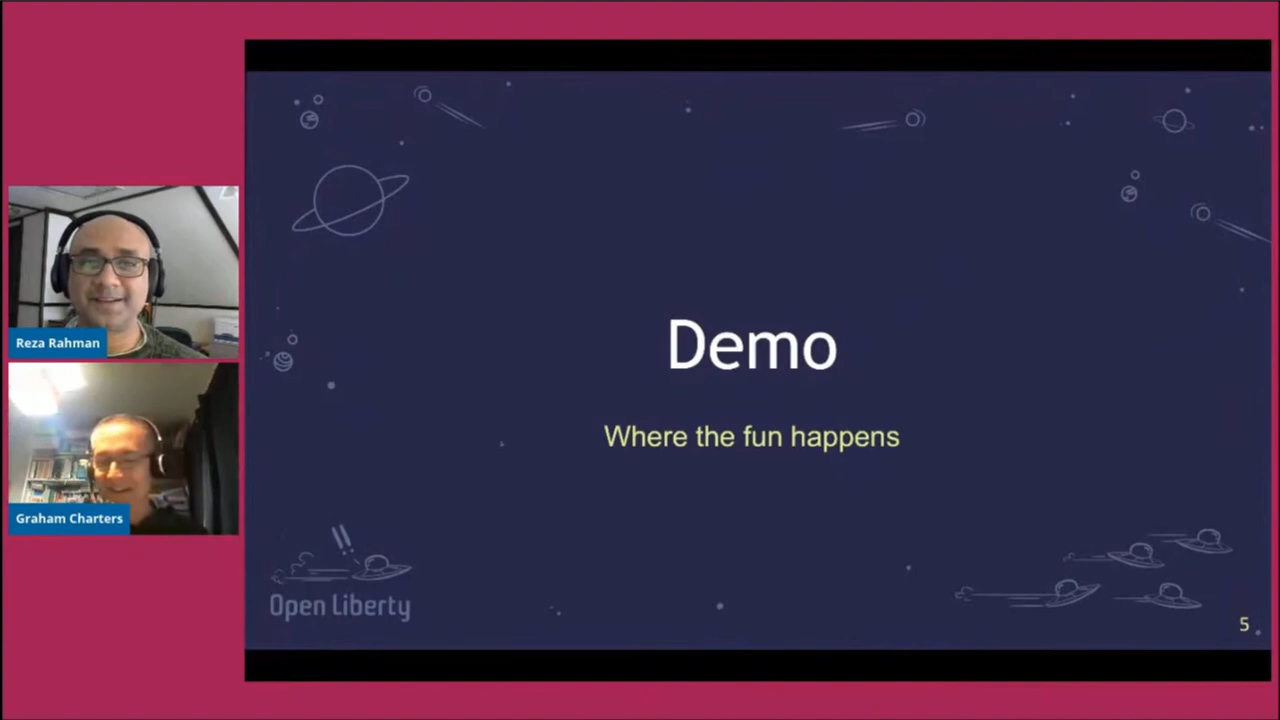 Reza Rahman
Graham Charters
Demo
Where the fun happens
Open Liberty
5